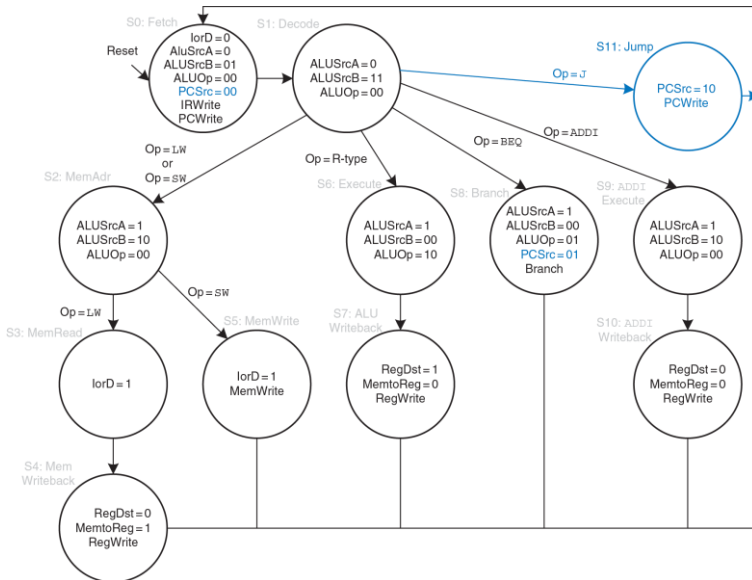 S0: Fetch
S1: Decode
Reset
IorD = 0
AluSrcA = 0
ALUSrcB = 01
ALUOp = 00
PCSrc = 00
IRWrite
PCWrite
ALUSrcA = 0
ALUSrcB = 11
ALUOp = 00
S11: Jump
Op = J
PCSrc = 10
PCWrite
Op = LW
or
Op = SW
Op = R-type
Op = BEQ
Op = ADDI
S2: MemAdr
S6: Execute
S8: Branch
S9: ADDI
Execute
ALUSrcA = 1
ALUSrcB = 10
ALUOp = 00
ALUSrcA = 1
ALUSrcB = 00
ALUOp = 10
ALUSrcA = 1
ALUSrcB = 00
ALUOp = 01
PCSrc = 01
Branch
ALUSrcA = 1
ALUSrcB = 10
ALUOp = 00
Op = LW
Op = SW
S3: MemRead
S5: MemWrite
S7: ALU
Writeback
S10: ADDI
Writeback
IorD = 1
IorD = 1
MemWrite
RegDst = 1
MemtoReg = 0
RegWrite
RegDst = 0
MemtoReg = 0
RegWrite
S4: Mem
Writeback
RegDst = 0
MemtoReg = 1
RegWrite